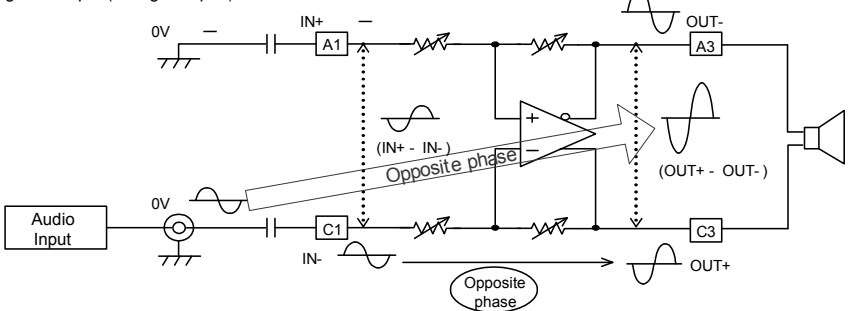 IN+ — OUT-
0V — A1 A3
+
(IN+ - IN-)
−
Opposite phase
(OUT+ - OUT-)
0V
Audio
Input
C1 C3
IN- OUT+
Opposite
phase